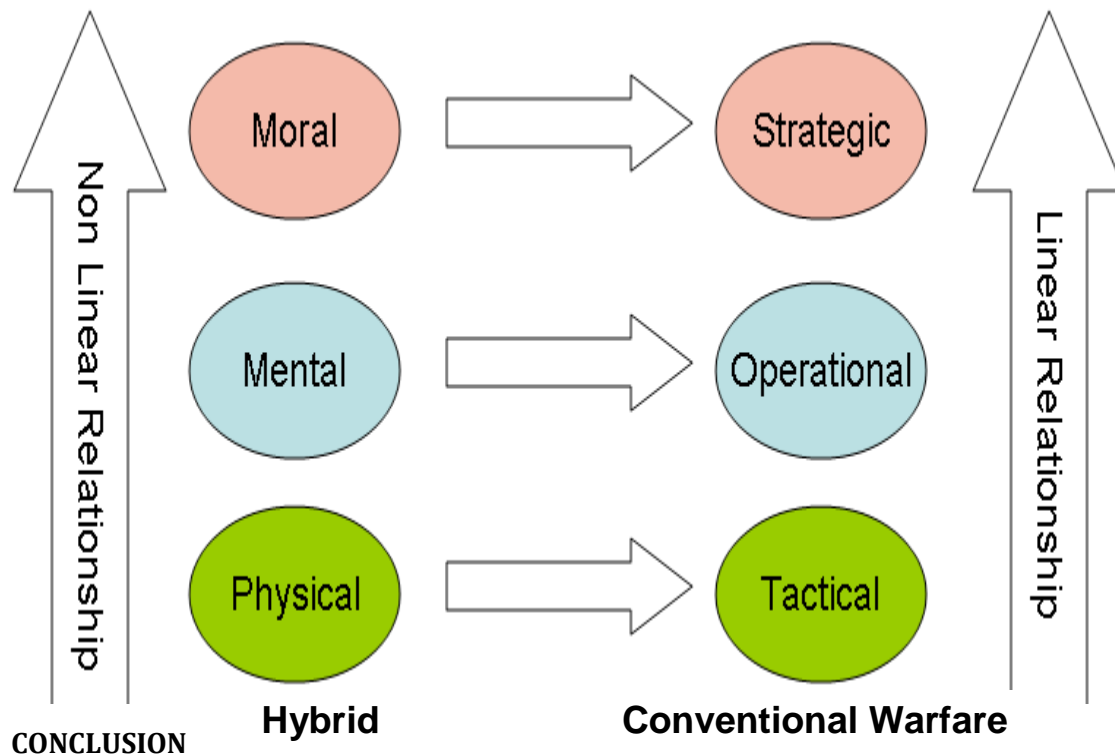 Moral
Strategic
Non Linear Relationship
Linear Relationship
Mental
Operational
Physical
Tactical
Hybrid
Conventional Warfare
CONCLUSION